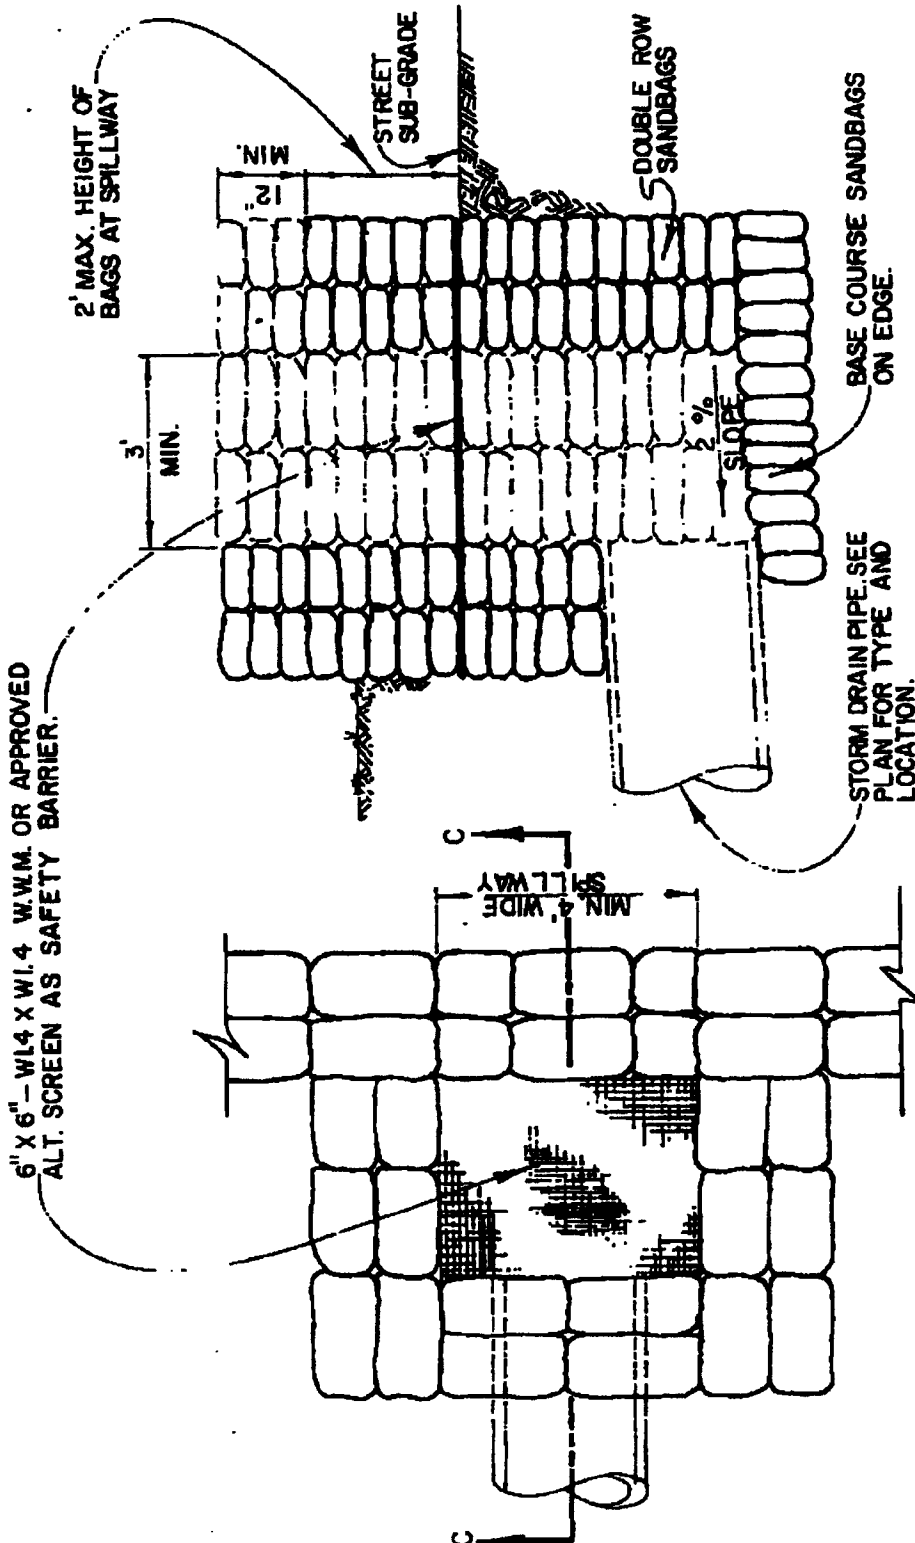 6" X 6" - W1.4 X W1.4 W.W.M. OR APPROVED
ALT. SCREEN AS SAFETY BARRIER.
2' MAX. HEIGHT OF
BAGS AT SPILLWAY
3'
MIN.
12"
MIN.
STREET
SUB-GRADE
DOUBLE ROW
SANDBAGS
2 %
SLOPE
BASE COURSE SANDBAGS
ON EDGE.
STORM DRAIN PIPE. SEE
PLAN FOR TYPE AND
LOCATION.
C
C
MIN. 4' WIDE
SPILLWAY